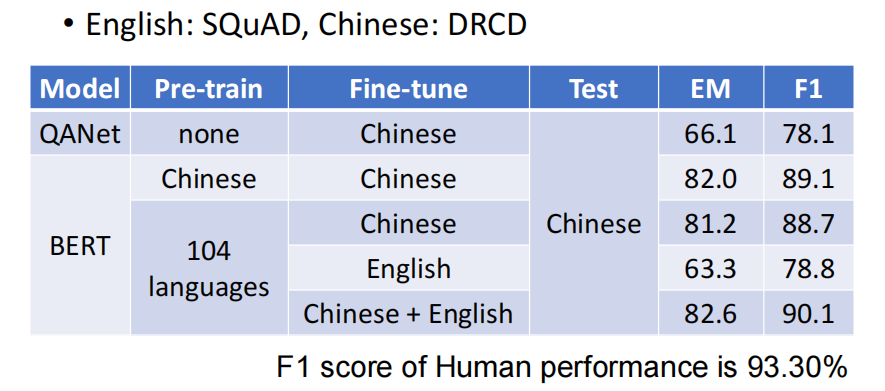 • English: SQuAD, Chinese: DRCD
Model Pre-train Fine-tune Test EM F1
QANet none Chinese 66.1 78.1
Chinese Chinese 82.0 89.1
BERT 104 languages Chinese Chinese 81.2 88.7
English 63.3 78.8
Chinese + English 82.6 90.1
F1 score of Human performance is 93.30%